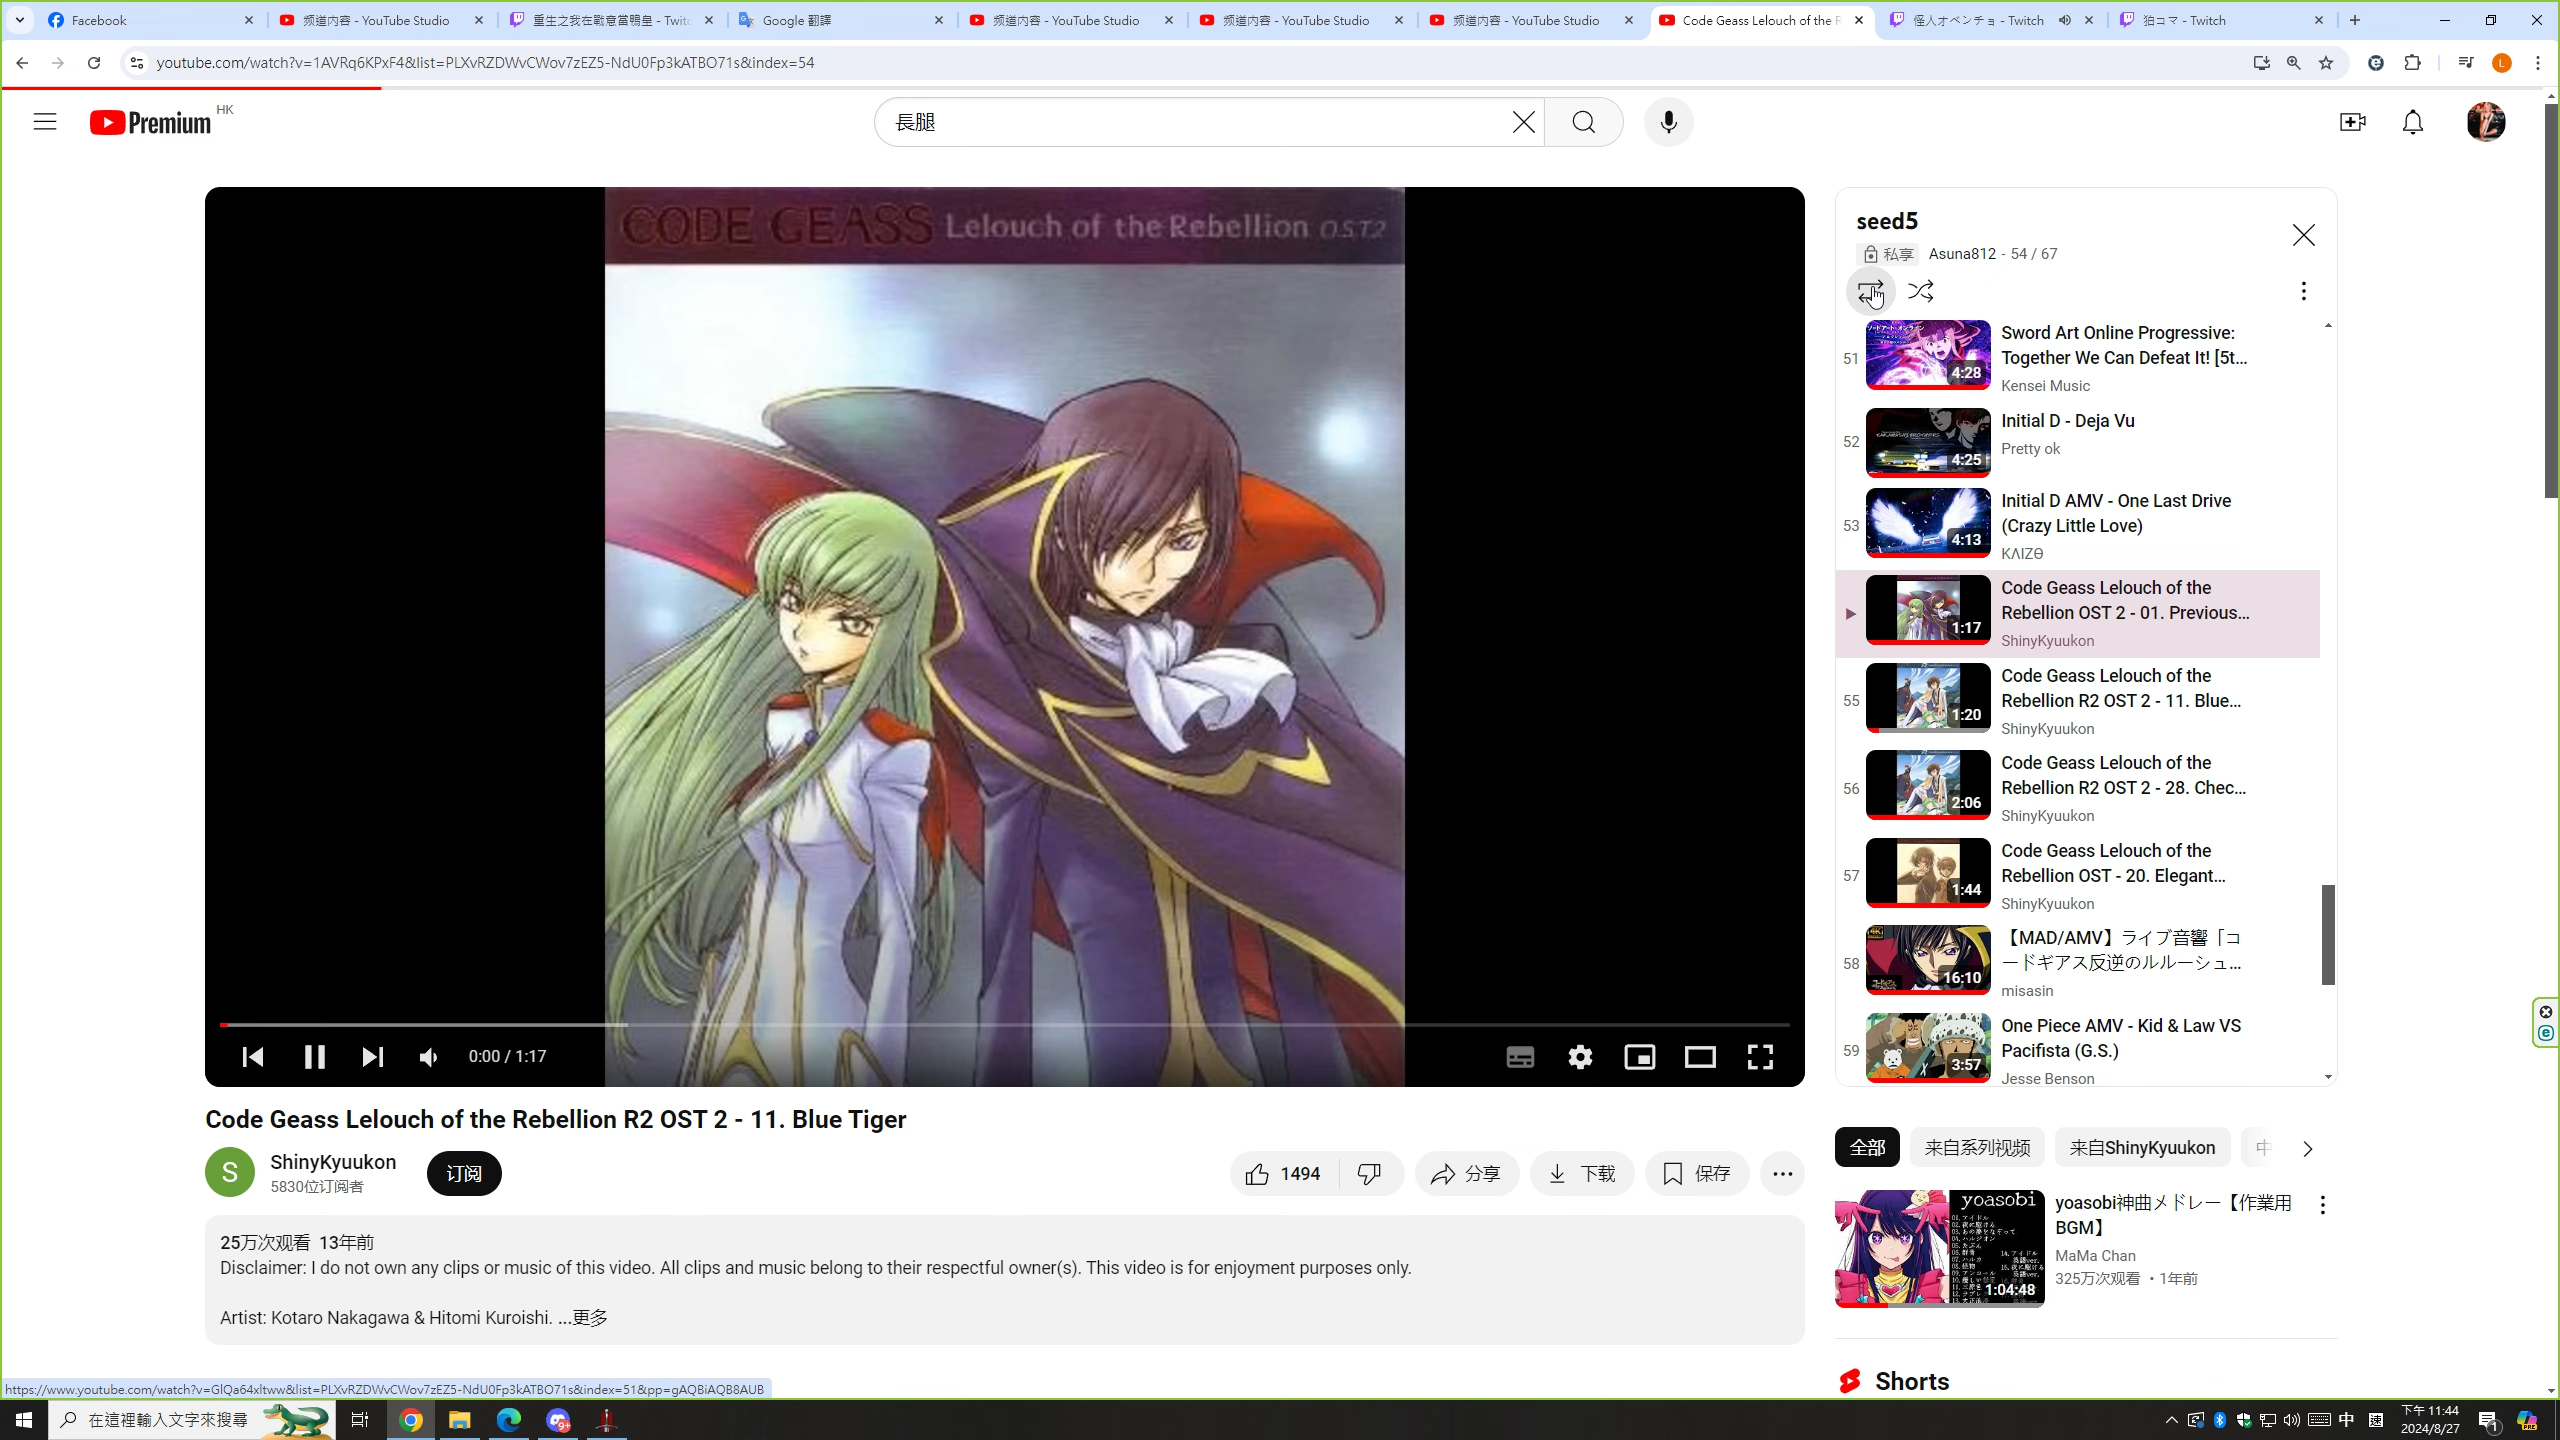 Facebook
频道内容 - YouTube Studio
重生之我在戰意當鴨皇 - Twitc
Google 翻譯
频道内容 - YouTube Studio
频道内容 - YouTube Studio
频道内容 - YouTube Studio
Code Geass Lelouch of the R
怪人オベンチョ - Twitch
狛コマ - Twitch
youtube.com/watch?v=1AVRq6KPxF4&list=PLXvRZDWvCWov7zEZ5-NdU0Fp3kATBO71s&index=54
L
Premium HK
長腿
CODE GEASS Lelouch of the Rebellion OST2
0:00 / 1:17
Code Geass Lelouch of the Rebellion R2 OST 2 - 11. Blue Tiger
S
ShinyKyuukon
5830位订阅者
订阅
1494
分享
下载
保存
25万次观看 13年前
Disclaimer: I do not own any clips or music of this video. All clips and music belong to their respectful owner(s). This video is for enjoyment purposes only.
Artist: Kotaro Nakagawa & Hitomi Kuroishi. ...更多
seed5
私享 Asuna812 - 54 / 67
51
4:28
Sword Art Online Progressive:
Together We Can Defeat It! [5t...
Kensei Music
52
4:25
Initial D - Deja Vu
Pretty ok
53
4:13
Initial D AMV - One Last Drive
(Crazy Little Love)
KΛIZΘ
1:17
Code Geass Lelouch of the
Rebellion OST 2 - 01. Previous...
ShinyKyuukon
55
1:20
Code Geass Lelouch of the
Rebellion R2 OST 2 - 11. Blue...
ShinyKyuukon
56
2:06
Code Geass Lelouch of the
Rebellion R2 OST 2 - 28. Chec...
ShinyKyuukon
57
1:44
Code Geass Lelouch of the
Rebellion OST - 20. Elegant...
ShinyKyuukon
58
16:10
【MAD/AMV】ライブ音響「コ
ードギアス反逆のルルーシュ...
misasin
59
3:57
One Piece AMV - Kid & Law VS
Pacifista (G.S.)
Jesse Benson
全部
来自系列视频
来自ShinyKyuukon
中
yoasobi
1:04:48
yoasobi神曲メドレー【作業用
BGM】
MaMa Chan
325万次观看 · 1年前
Shorts
https://www.youtube.com/watch?v=GlQa64xltww&list=PLXvRZDWvCWov7zEZ5-NdU0Fp3kATBO71s&index=51&pp=gAQBiAQB8AUB
在這裡輸入文字來搜尋
9+
中
速
下午 11:44
2024/8/27
1